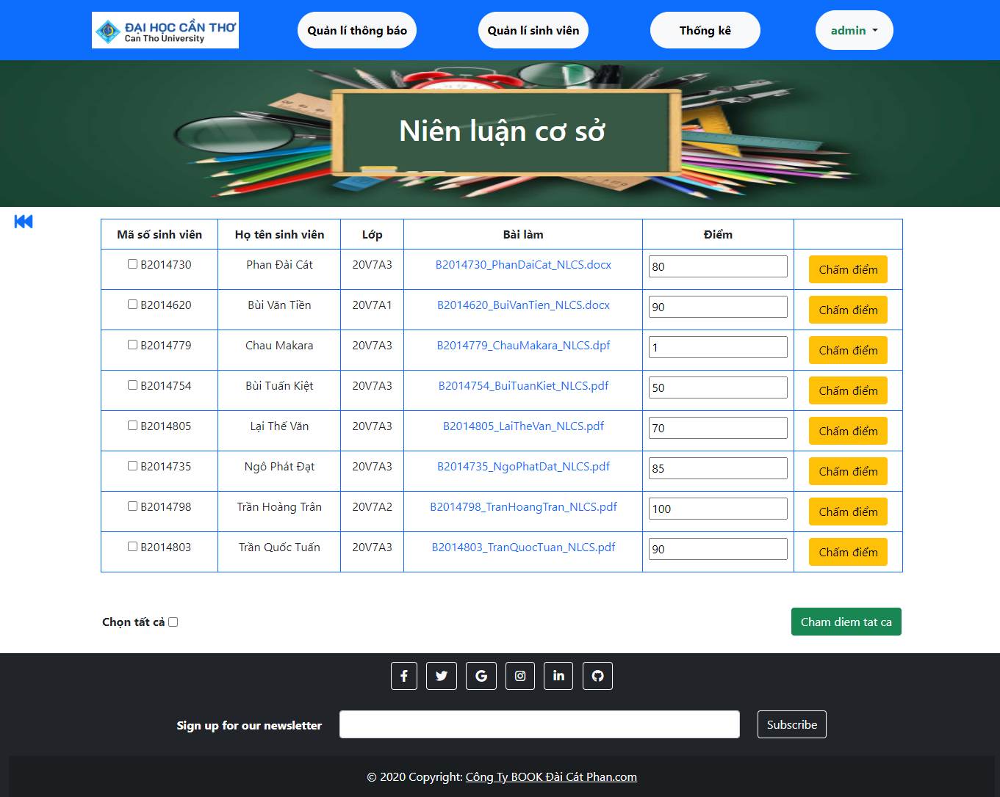 ĐẠI HỌC CẦN THƠ
Can Tho University
Quản lí thông báo
Quản lí sinh viên
Thống kê
admin
Niên luận cơ sở
Mã số sinh viên Họ tên sinh viên Lớp Bài làm Điểm
B2014730 Phan Đài Cát 20V7A3 B2014730_PhanDaiCat_NLCS.docx 80 Chấm điểm
B2014620 Bùi Văn Tiền 20V7A1 B2014620_BuiVanTien_NLCS.docx 90 Chấm điểm
B2014779 Chau Makara 20V7A3 B2014779_ChauMakara_NLCS.dpf 1 Chấm điểm
B2014754 Bùi Tuấn Kiệt 20V7A3 B2014754_BuiTuanKiet_NLCS.pdf 50 Chấm điểm
B2014805 Lại Thế Văn 20V7A3 B2014805_LaiTheVan_NLCS.pdf 70 Chấm điểm
B2014735 Ngô Phát Đạt 20V7A3 B2014735_NgoPhatDat_NLCS.pdf 85 Chấm điểm
B2014798 Trần Hoàng Trân 20V7A2 B2014798_TranHoangTran_NLCS.pdf 100 Chấm điểm
B2014803 Trần Quốc Tuấn 20V7A3 B2014803_TranQuocTuan_NLCS.pdf 90 Chấm điểm
Chọn tất cả
Cham diem tat ca
Sign up for our newsletter
Subscribe
© 2020 Copyright: Công Ty BOOK Đài Cát Phan.com